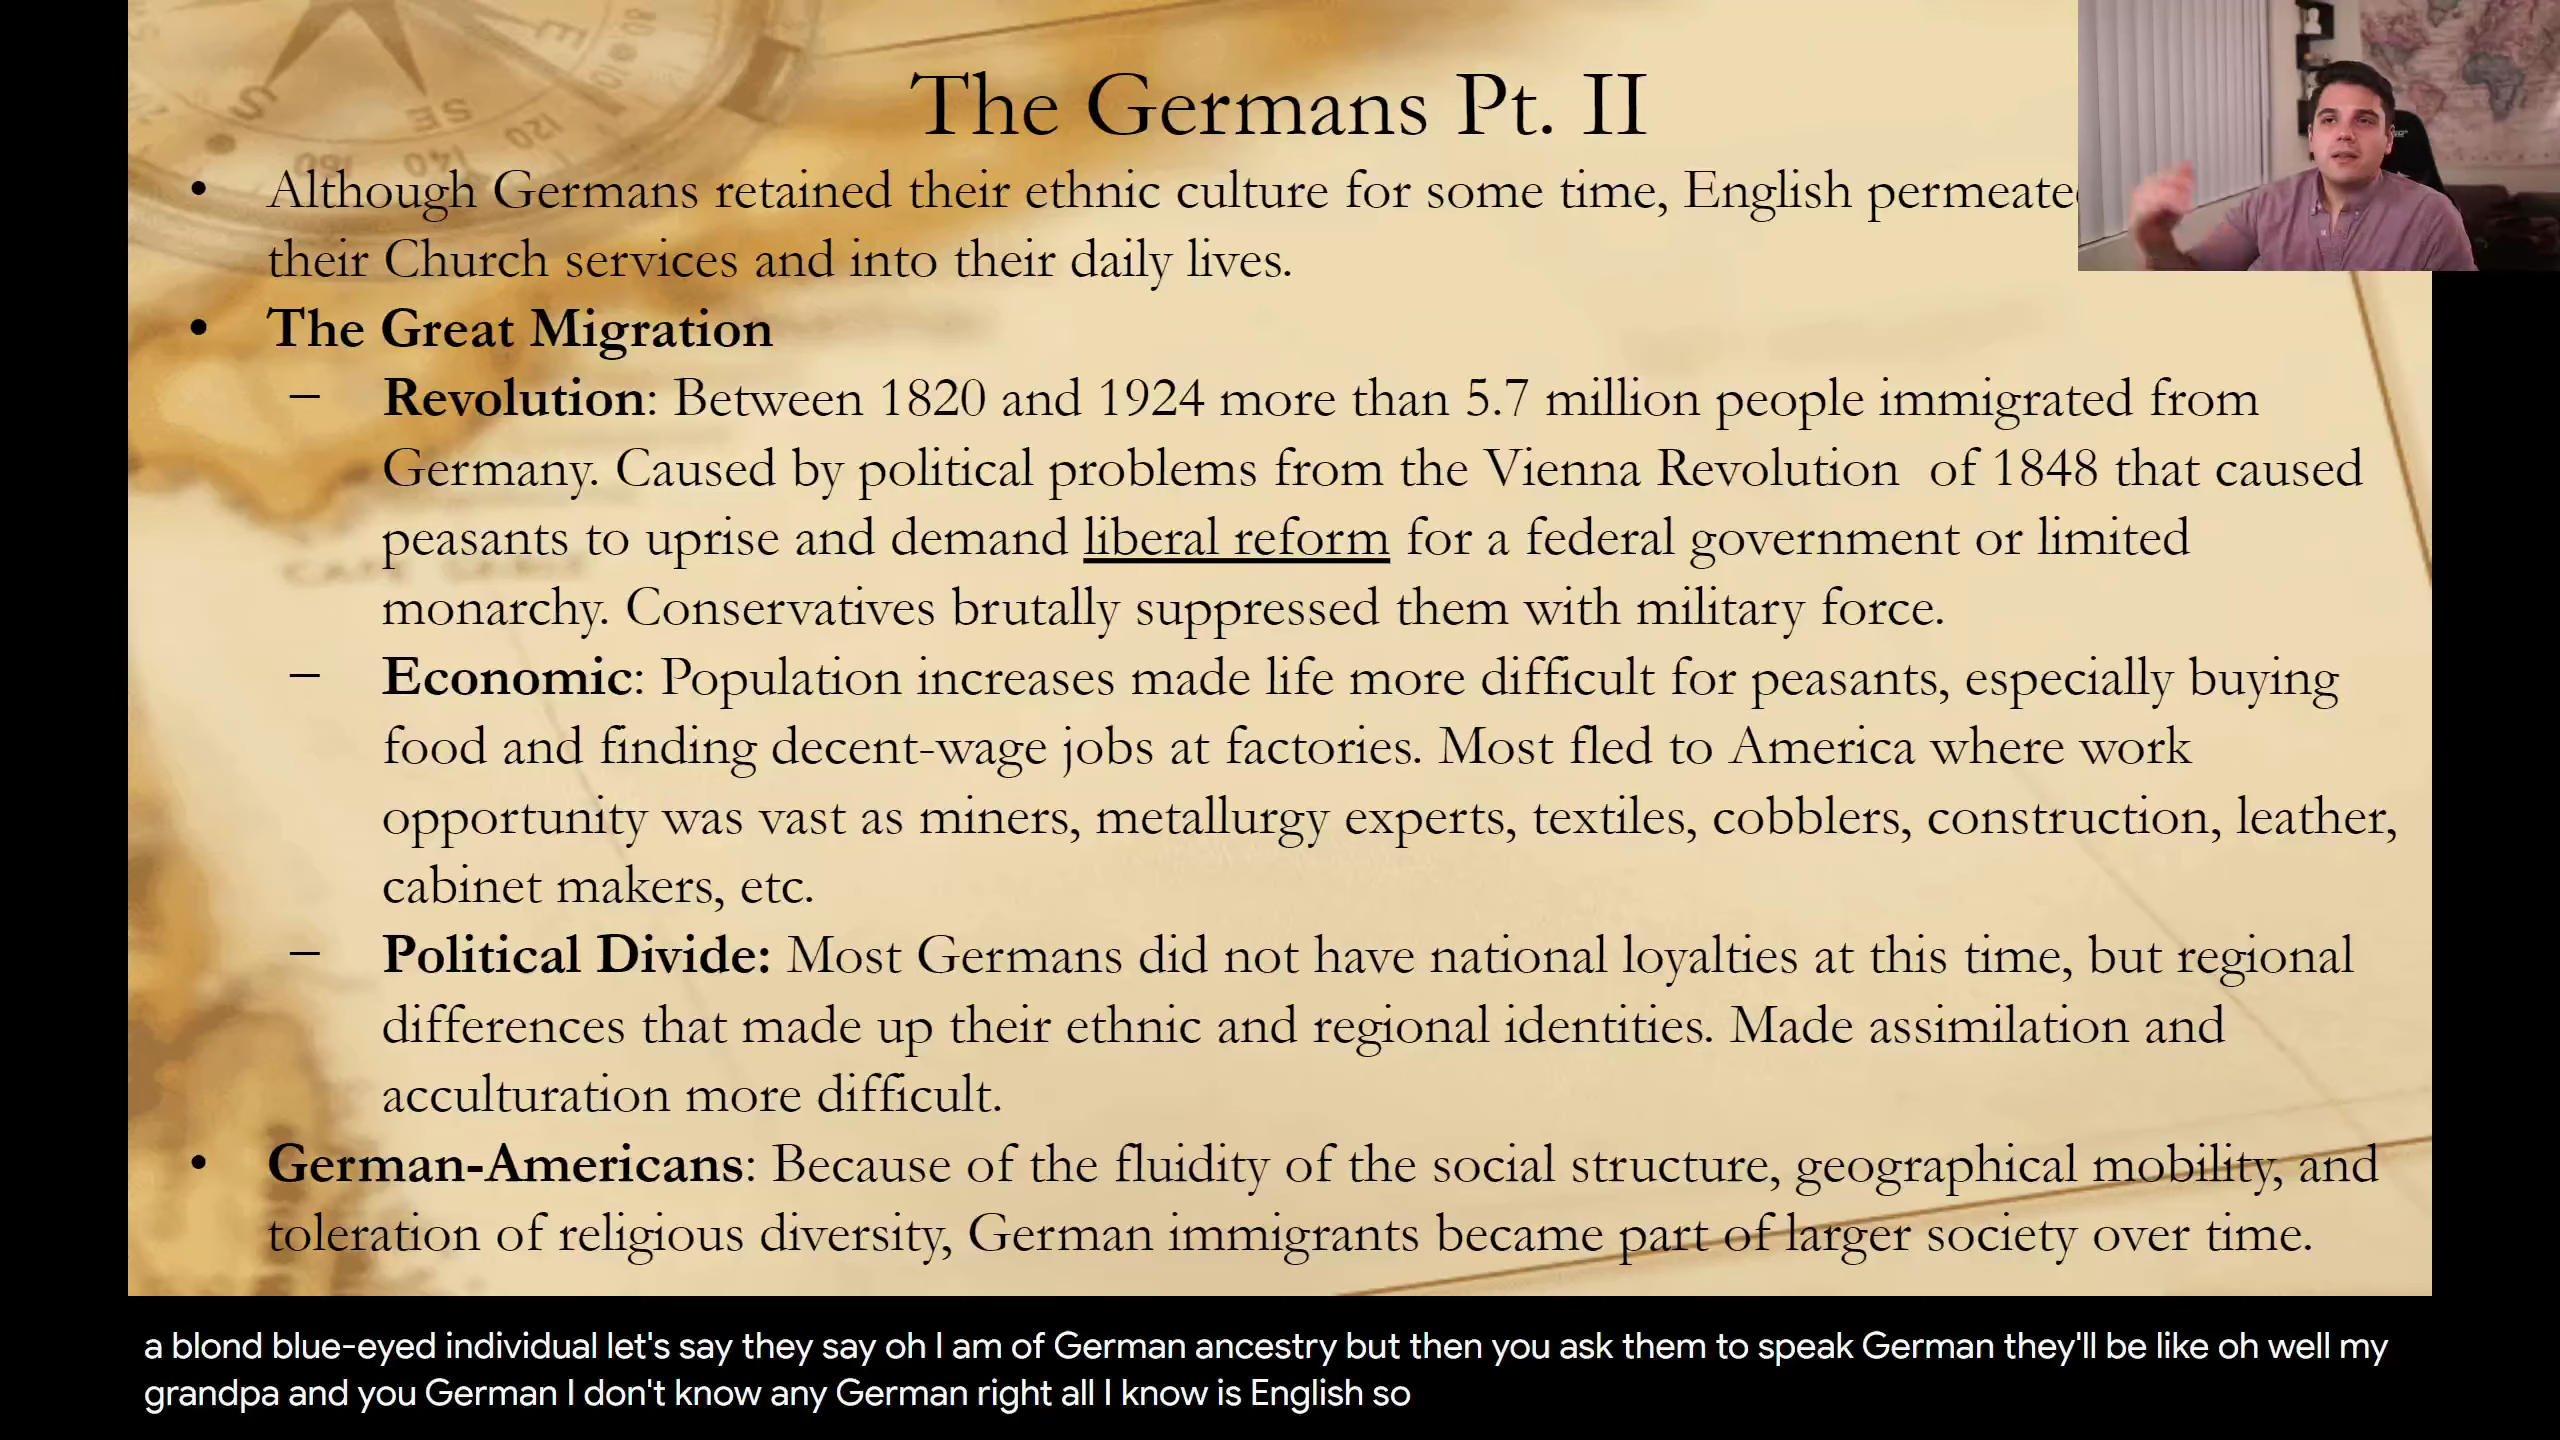 The Germans Pt. II
• Although Germans retained their ethnic culture for some time, English permeated
their Church services and into their daily lives.
• The Great Migration
– Revolution: Between 1820 and 1924 more than 5.7 million people immigrated from
Germany. Caused by political problems from the Vienna Revolution of 1848 that caused
peasants to uprise and demand liberal reform for a federal government or limited
monarchy. Conservatives brutally suppressed them with military force.
– Economic: Population increases made life more difficult for peasants, especially buying
food and finding decent-wage jobs at factories. Most fled to America where work
opportunity was vast as miners, metallurgy experts, textiles, cobblers, construction, leather,
cabinet makers, etc.
– Political Divide: Most Germans did not have national loyalties at this time, but regional
differences that made up their ethnic and regional identities. Made assimilation and
acculturation more difficult.
• German-Americans: Because of the fluidity of the social structure, geographical mobility, and
toleration of religious diversity, German immigrants became part of larger society over time.
a blond blue-eyed individual let's say they say oh I am of German ancestry but then you ask them to speak German they'll be like oh well my
grandpa and you German I don't know any German right all I know is English so